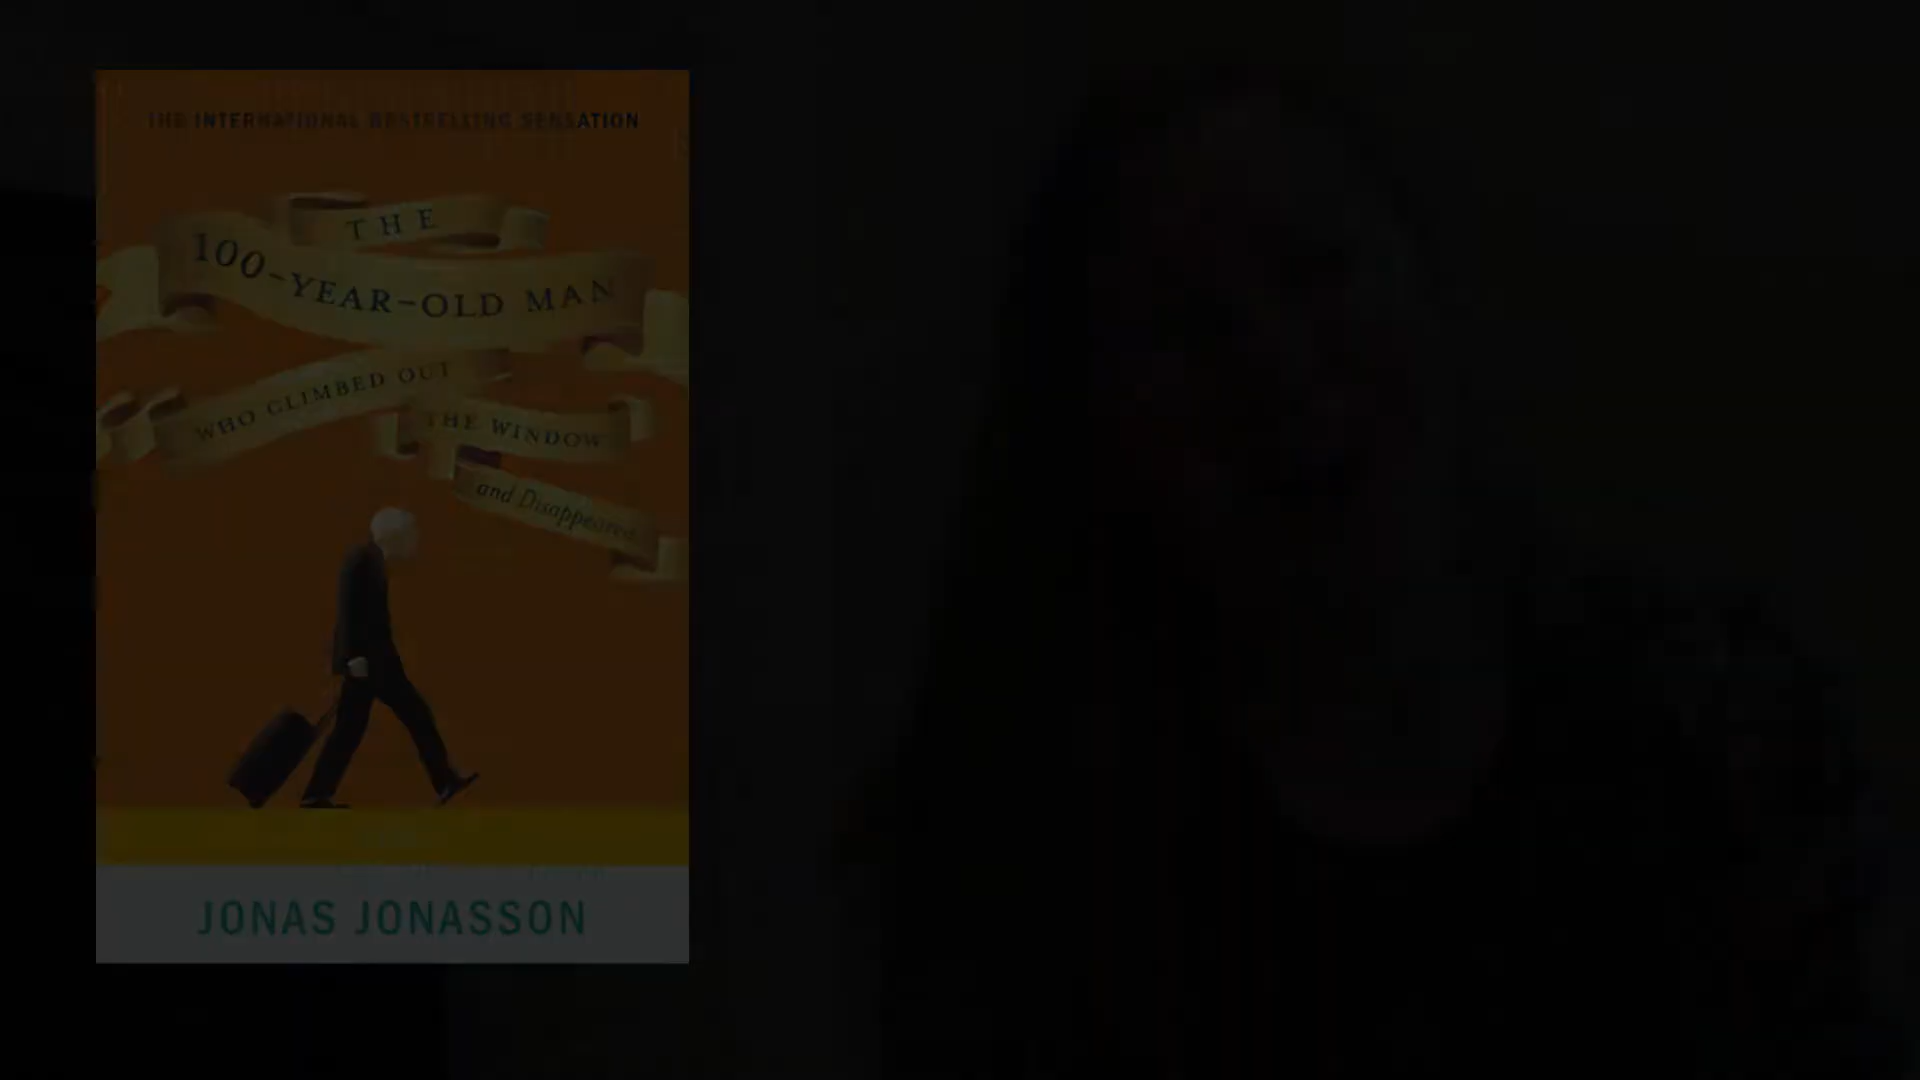 THE INTERNATIONAL BESTSELLING SENSATION
THE
100-YEAR-OLD MAN
WHO CLIMBED OUT
THE WINDOW
and Disappeared
JONAS JONASSON